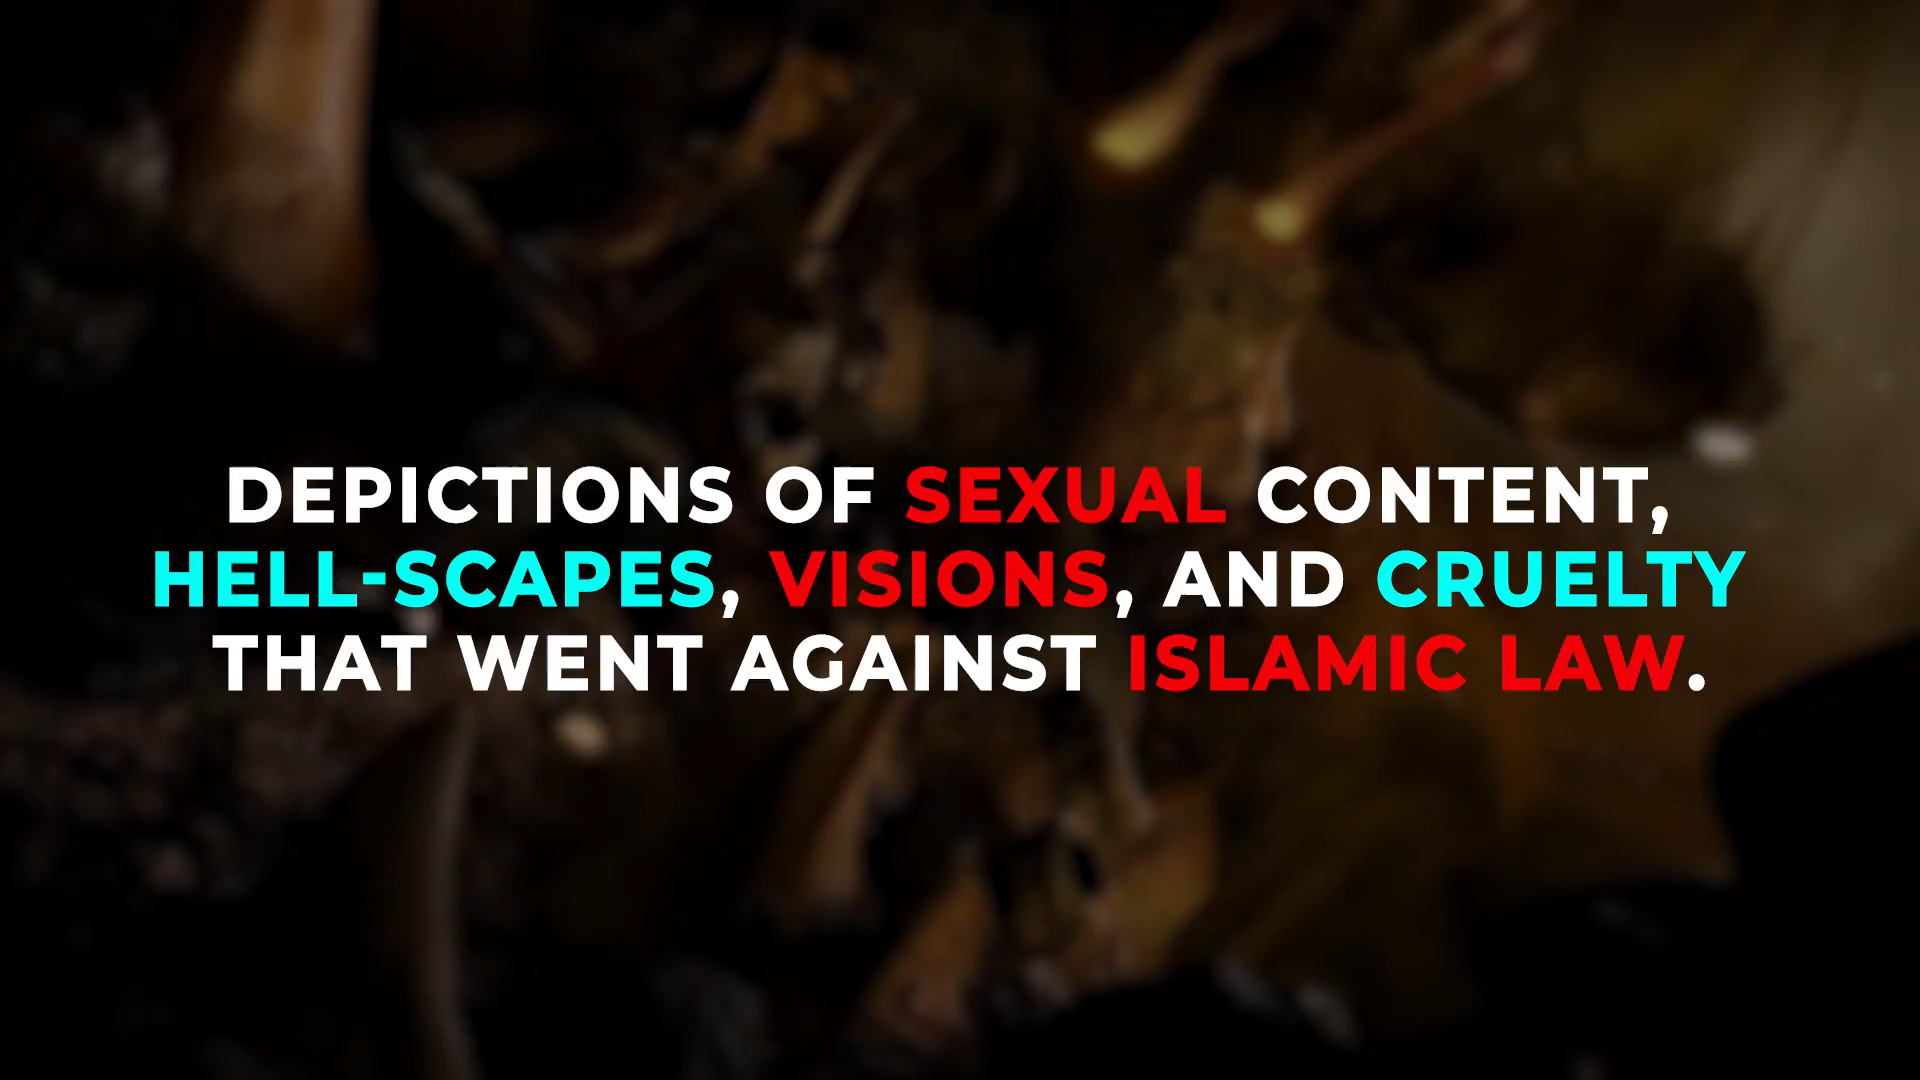 DEPICTIONS OF SEXUAL CONTENT,
HELL-SCAPES, VISIONS, AND CRUELTY
THAT WENT AGAINST ISLAMIC LAW.